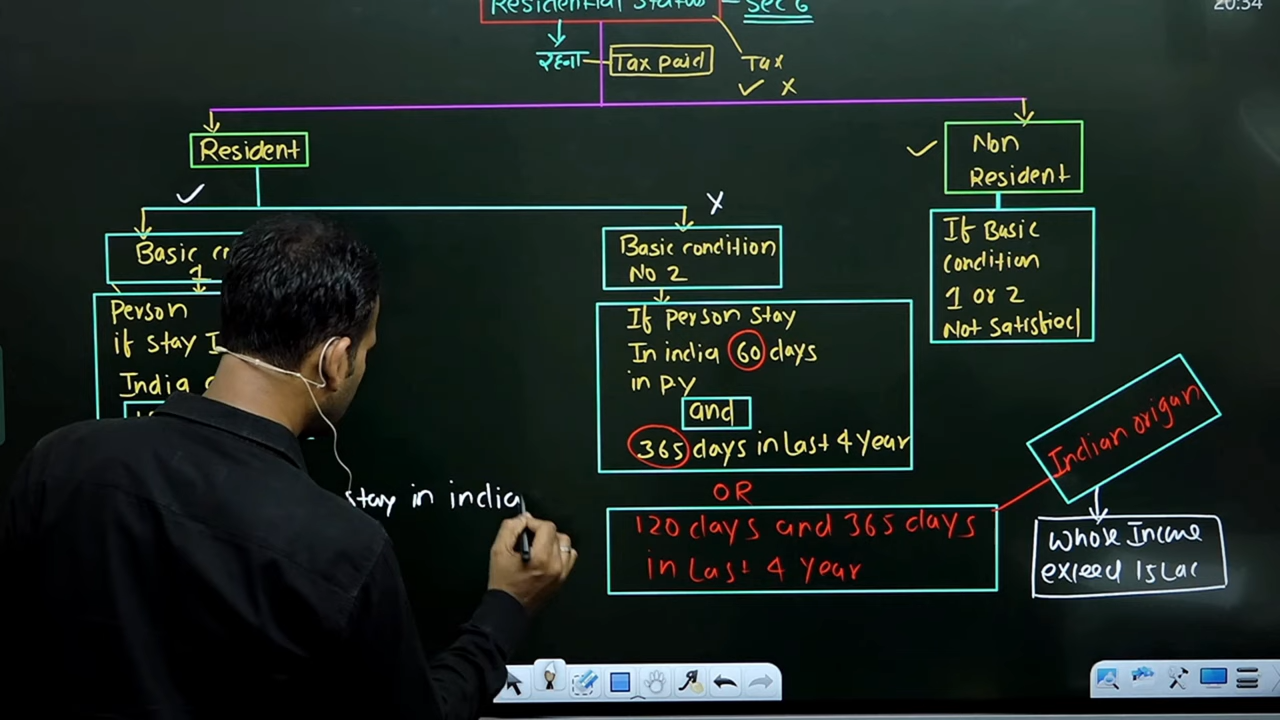 Residential Status - Sec 6
20:34
रहना
Tax paid
Tax
✓ X
Resident
Non
Resident
✓ X
Basic
1
Person
if stay
India
Basic condition
No 2
If person stay
In india 60 days
in p.y
and
365 days in Last 4 year
If Basic
condition
1 or 2
Not satisfied
OR
120 days and 365 days
in Last 4 year
Indian origan
whose Income
exceed 15 Lac
stay in india